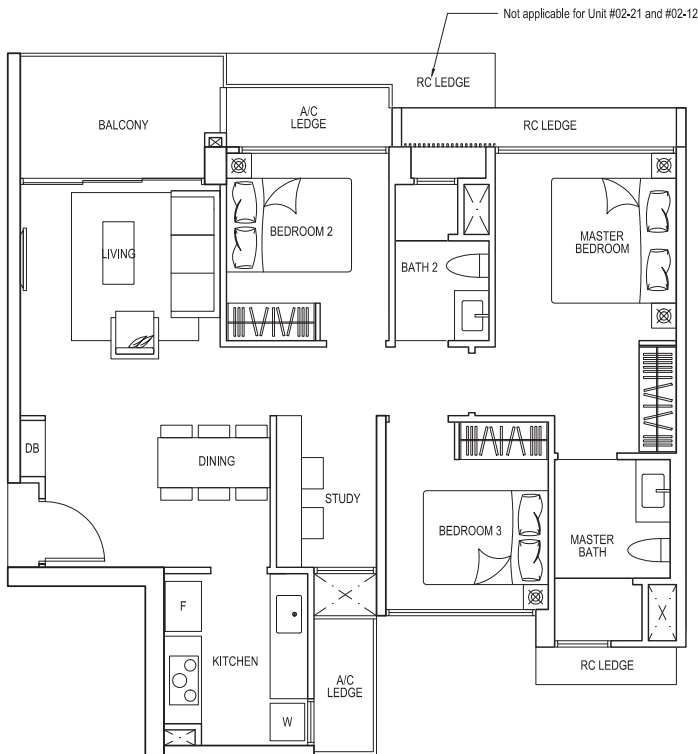 Not applicable for Unit #02-21 and #02-12
RC LEDGE
A/C
LEDGE
BALCONY
RC LEDGE
BEDROOM 2
MASTER
BEDROOM
LIVING
BATH 2
DB
DINING
STUDY
BEDROOM 3
MASTER
BATH
F
KITCHEN
A/C
LEDGE
RC LEDGE
W